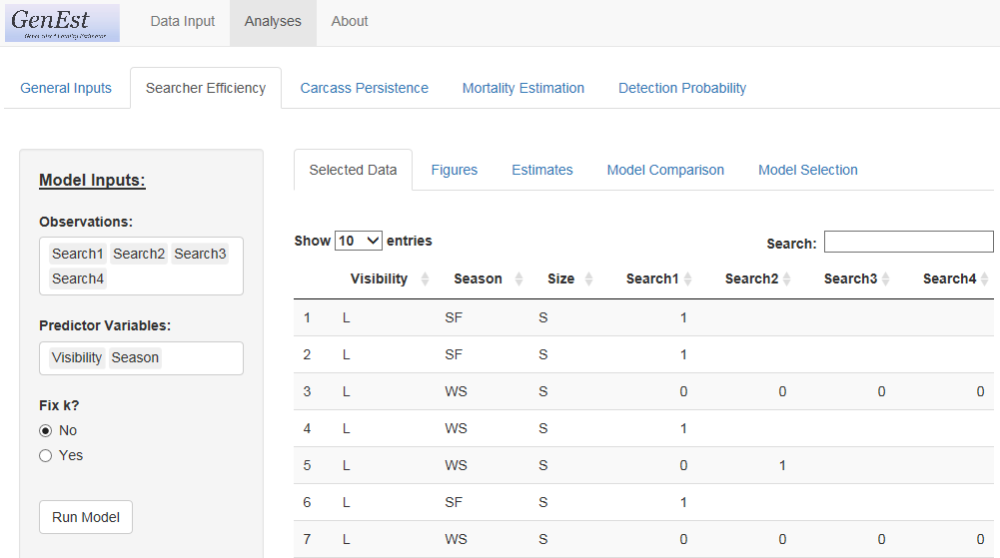 GenEst
Data Input Analyses About
General Inputs Searcher Efficiency Carcass Persistence Mortality Estimation Detection Probability
Model Inputs:
Observations:
Search1 Search2 Search3
Search4
Predictor Variables:
Visibility Season
Fix k?
No
Yes
Run Model
Selected Data Figures Estimates Model Comparison Model Selection
Show 10 entries
Search:
Visibility Season Size Search1 Search2 Search3 Search4
1 L SF S 1
2 L SF S 1
3 L WS S 0 0 0 0
4 L WS S 1
5 L WS S 0 1
6 L SF S 1
7 L WS S 0 0 0 0